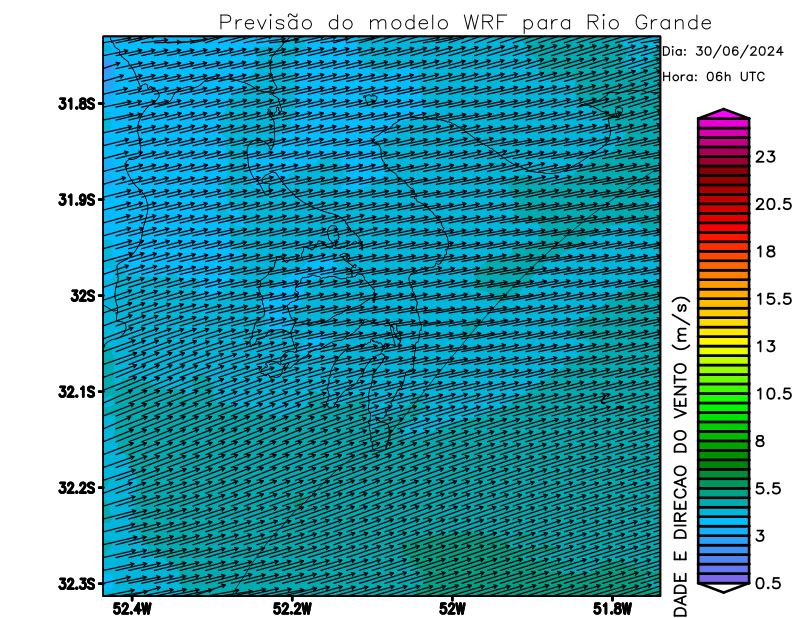 Previsão do modelo WRF para Rio Grande
Dia: 30/06/2024
Hora: 06h UTC
31.8S
31.9S
32S
32.1S
32.2S
32.3S
52.4W
52.2W
52W
51.8W
DADE E DIRECAO DO VENTO (m/s)
23
20.5
18
15.5
13
10.5
8
5.5
3
0.5